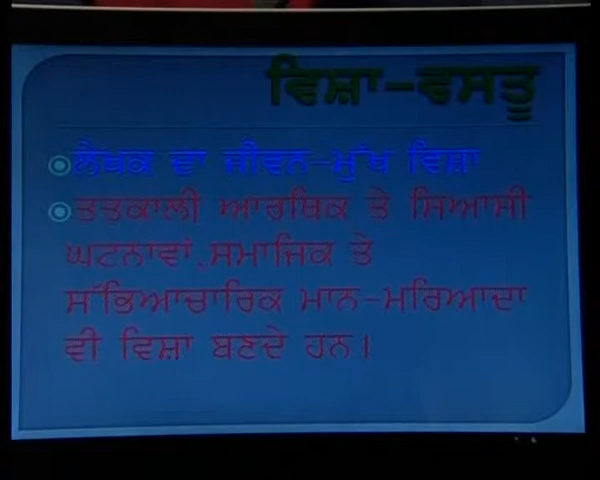 ਵਿਸ਼ਾ-ਵਸਤੂ
ਲੇਖਕ ਦਾ ਜੀਵਨ-ਮੁੱਖ ਵਿਸ਼ਾ
ਤਤਕਾਲੀ ਆਰਥਿਕ ਤੇ ਸਿਆਸੀ
ਘਟਨਾਵਾਂ,ਸਮਾਜਿਕ ਤੇ
ਸੱਭਿਆਚਾਰਿਕ ਮਾਨ-ਮਰਿਆਦਾ
ਵੀ ਵਿਸ਼ਾ ਬਣਦੇ ਹਨ।